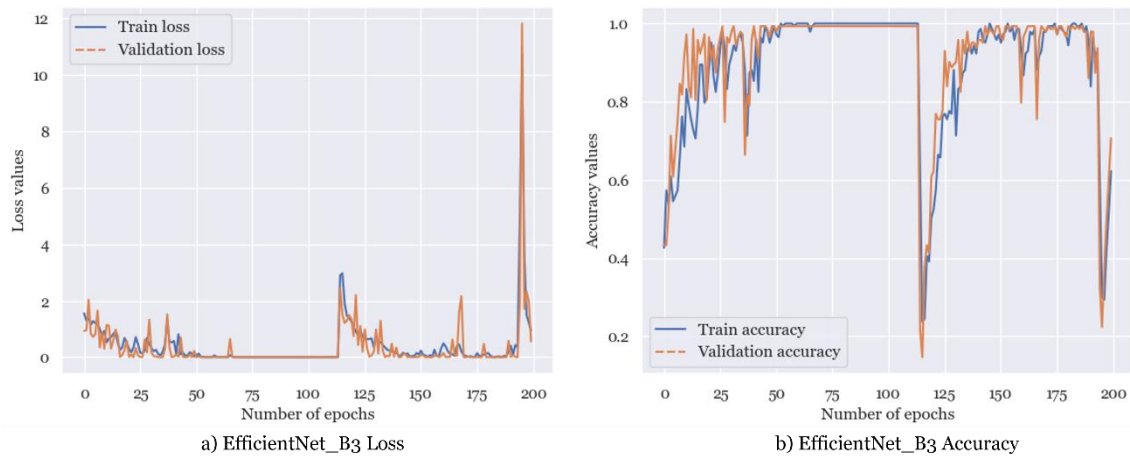 Train loss
Validation loss
12
10
8
6
4
2
0
Loss values
0 25 50 75 100 125 150 175 200
Number of epochs
a) EfficientNet_B3 Loss
1.0
0.8
0.6
0.4
0.2
Accuracy values
Train accuracy
Validation accuracy
0 25 50 75 100 125 150 175 200
Number of epochs
b) EfficientNet_B3 Accuracy